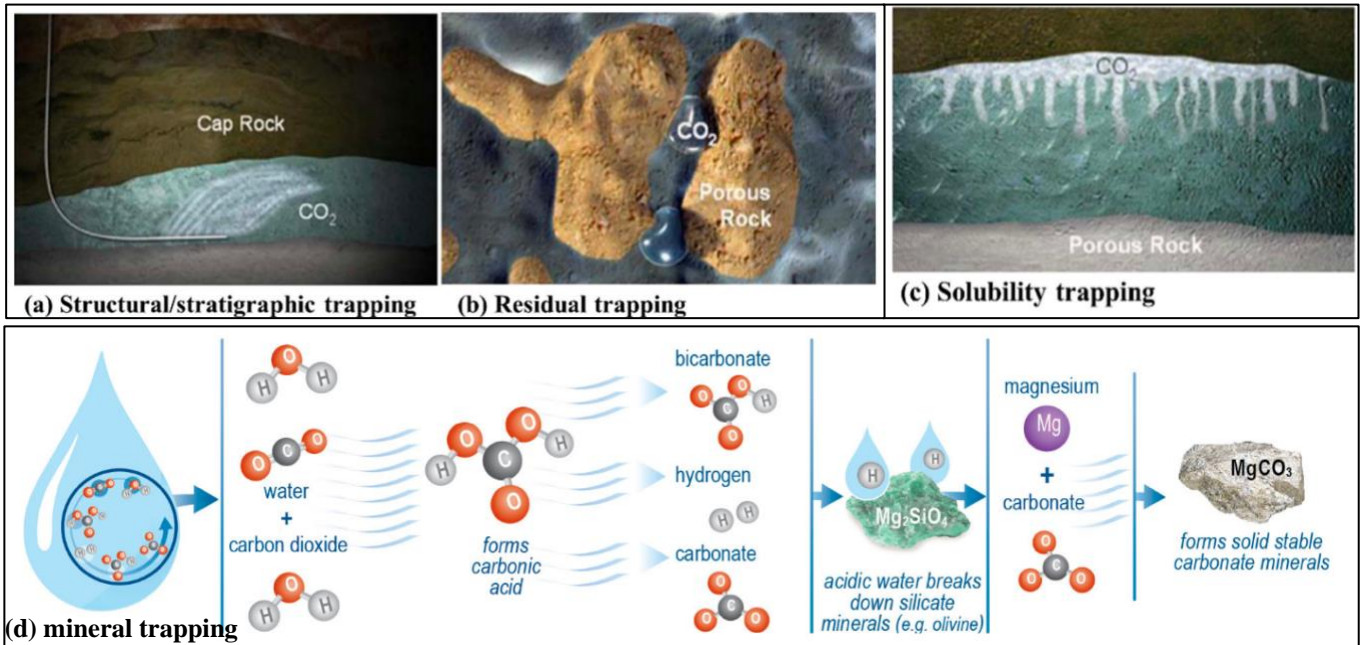 Cap Rock
CO₂
(a) Structural/stratigraphic trapping
CO₂
Porous
Rock
(b) Residual trapping
CO₂
Porous Rock
(c) Solubility trapping
O
H H
O C O
water
+
carbon dioxide
O
H H
O O
H C H
O
forms
carbonic
acid
bicarbonate
O O
C H
O
hydrogen
H H
carbonate
O
C
O O
H H
Mg₂SiO₄
acidic water breaks
down silicate
minerals (e.g. olivine)
magnesium
Mg
+
carbonate
O
C
O O
MgCO₃
forms solid stable
carbonate minerals
(d) mineral trapping